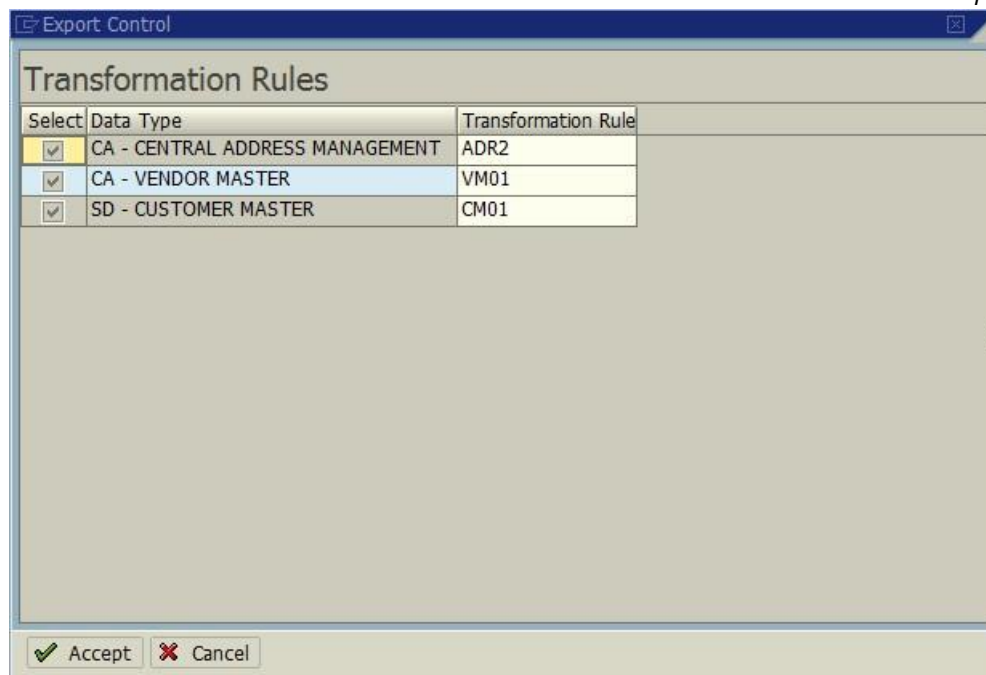 Export Control
Transformation Rules
Select Data Type Transformation Rule
CA - CENTRAL ADDRESS MANAGEMENT ADR2
CA - VENDOR MASTER VM01
SD - CUSTOMER MASTER CM01
Accept Cancel